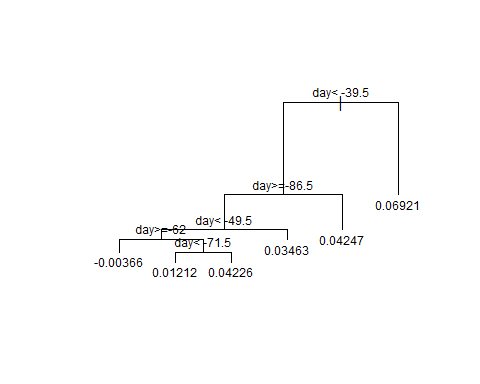 day< -39.5
day>=-86.5
0.06921
day< -49.5
day>=-62
0.04247
day< -71.5
0.03463
-0.00366
0.01212
0.04226